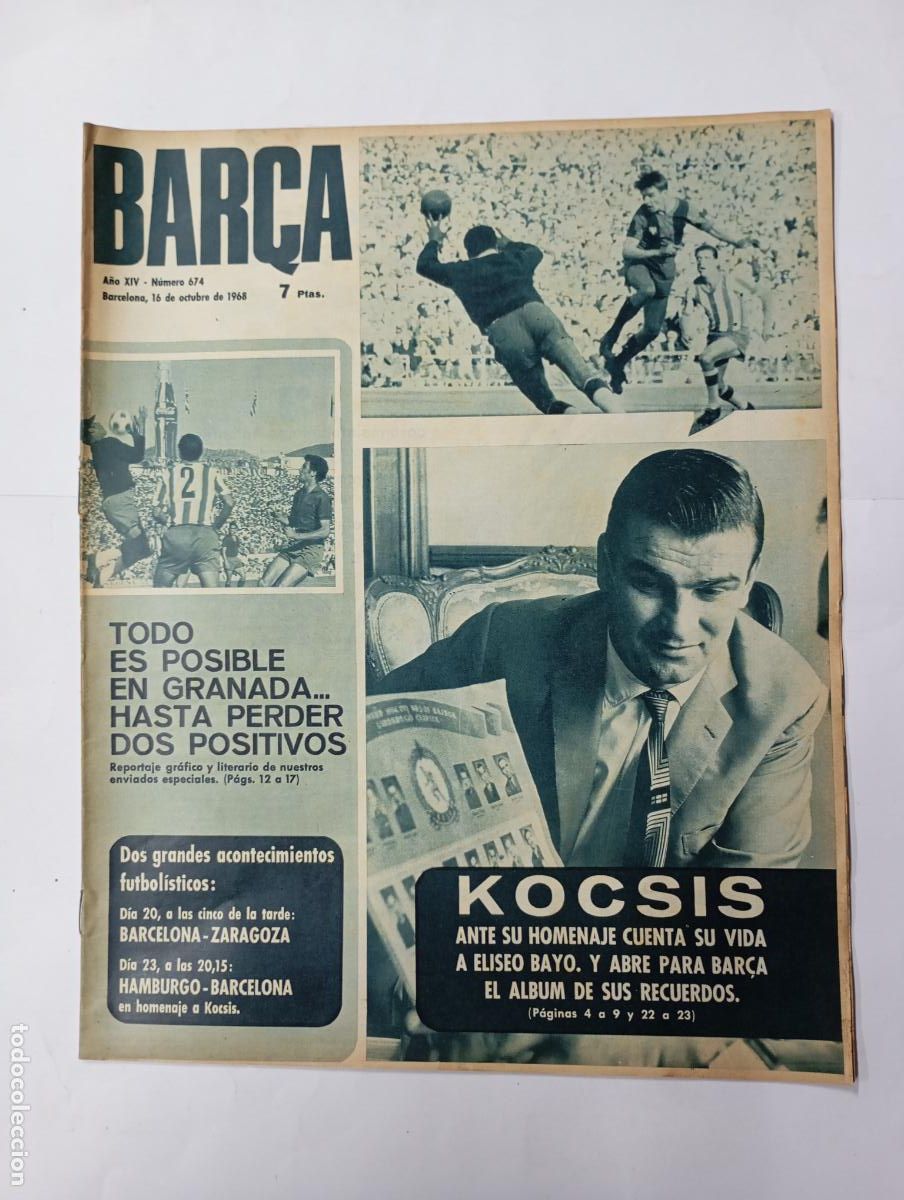 BARÇA
Año XIV - Número 674
Barcelona, 16 de octubre de 1968
7 Ptas.
2
TODO
ES POSIBLE
EN GRANADA...
HASTA PERDER
DOS POSITIVOS
Reportaje gráfico y literario de nuestros
enviados especiales. (Págs. 12 a 17)
Dos grandes acontecimientos
futbolísticos:
Día 20, a las cinco de la tarde:
BARCELONA-ZARAGOZA
Día 23, a las 20,15:
HAMBURGO-BARCELONA
en homenaje a Kocsis.
KOCSIS
ANTE SU HOMENAJE CUENTA SU VIDA
A ELISEO BAYO. Y ABRE PARA BARÇA
EL ALBUM DE SUS RECUERDOS.
(Páginas 4 a 9 y 22 a 23)
todocoleccion